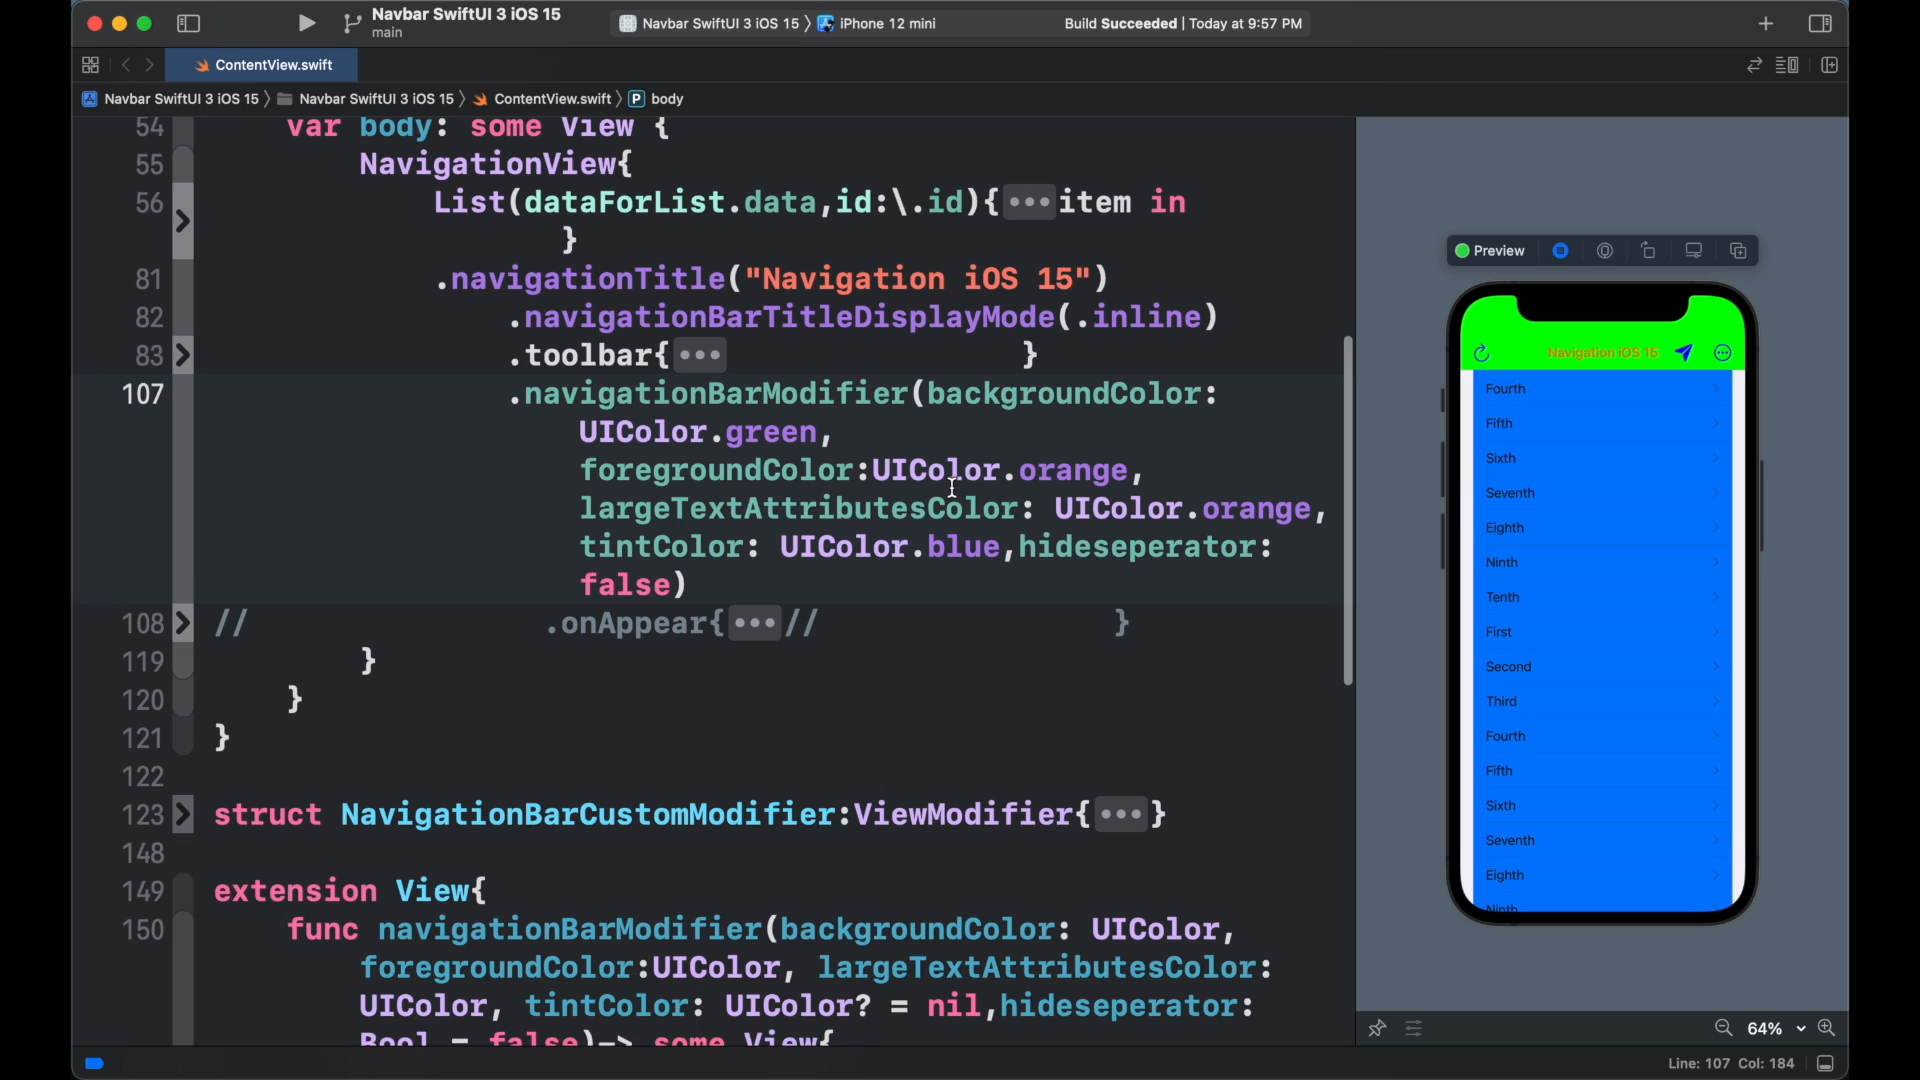 Navbar SwiftUI 3 iOS 15
main
Navbar SwiftUI 3 iOS 15 〉 iPhone 12 mini
Build Succeeded | Today at 9:57 PM
ContentView.swift
Navbar SwiftUI 3 iOS 15 〉 Navbar SwiftUI 3 iOS 15 〉 ContentView.swift 〉 P body
54 var body: some View {
55 NavigationView{
56 List(dataForList.data,id:\.id){•••item in
}
81 .navigationTitle("Navigation iOS 15")
82 .navigationBarTitleDisplayMode(.inline)
83 .toolbar{••• }
107 .navigationBarModifier(backgroundColor:
UIColor.green,
foregroundColor:UIColor.orange,
largeTextAttributesColor: UIColor.orange,
tintColor: UIColor.blue,hideseperator:
false)
108 // .onAppear{•••// }
119 }
120 }
121 }
122
123 struct NavigationBarCustomModifier:ViewModifier{•••}
148
149 extension View{
150 func navigationBarModifier(backgroundColor: UIColor,
foregroundColor:UIColor, largeTextAttributesColor:
UIColor, tintColor: UIColor? = nil,hideseperator:
Bool = false)-> some View{
Preview
Navigation iOS 15
Fourth
Fifth
Sixth
Seventh
Eighth
Ninth
Tenth
First
Second
Third
Fourth
Fifth
Sixth
Seventh
Eighth
Ninth
64%
Line: 107 Col: 184